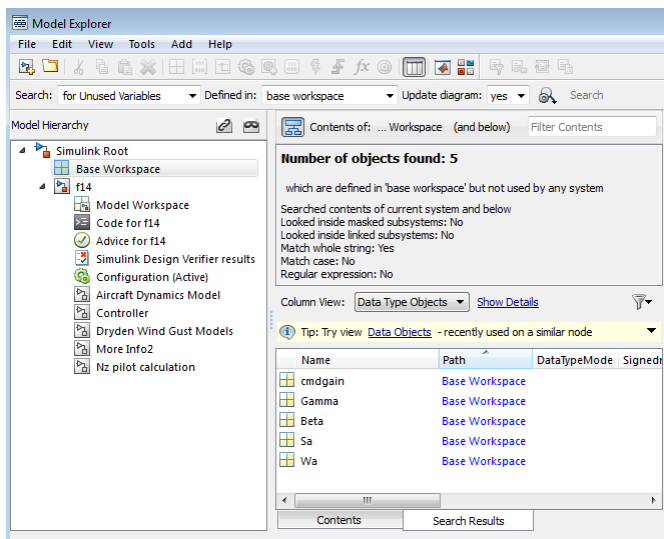 Model Explorer
File Edit View Tools Add Help
fx
Search: for Unused Variables Defined in: base workspace Update diagram: yes Search
Model Hierarchy
Simulink Root
Base Workspace
f14
Model Workspace
Code for f14
Advice for f14
Simulink Design Verifier results
Configuration (Active)
Aircraft Dynamics Model
Controller
Dryden Wind Gust Models
More Info2
Nz pilot calculation
Contents of: ... Workspace (and below) Filter Contents
Number of objects found: 5
which are defined in 'base workspace' but not used by any system
Searched contents of current system and below
Looked inside masked subsystems: No
Looked inside linked subsystems: No
Match whole string: Yes
Match case: No
Regular expression: No
Column View: Data Type Objects Show Details
Tip: Try view Data Objects - recently used on a similar node
Name Path DataTypeMode Signedn
cmdgain Base Workspace
Gamma Base Workspace
Beta Base Workspace
Sa Base Workspace
Wa Base Workspace
Contents Search Results